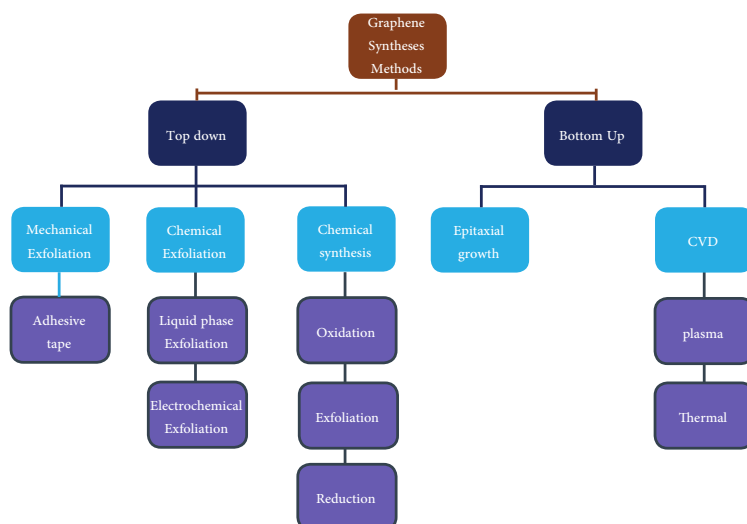 Graphene
Syntheses
Methods
Top down
Bottom Up
Mechanical
Exfoliation
Chemical
Exfoliation
Chemical
synthesis
Epitaxial
growth
CVD
Adhesive
tape
Liquid phase
Exfoliation
Oxidation
plasma
Electrochemical
Exfoliation
Exfoliation
Thermal
Reduction